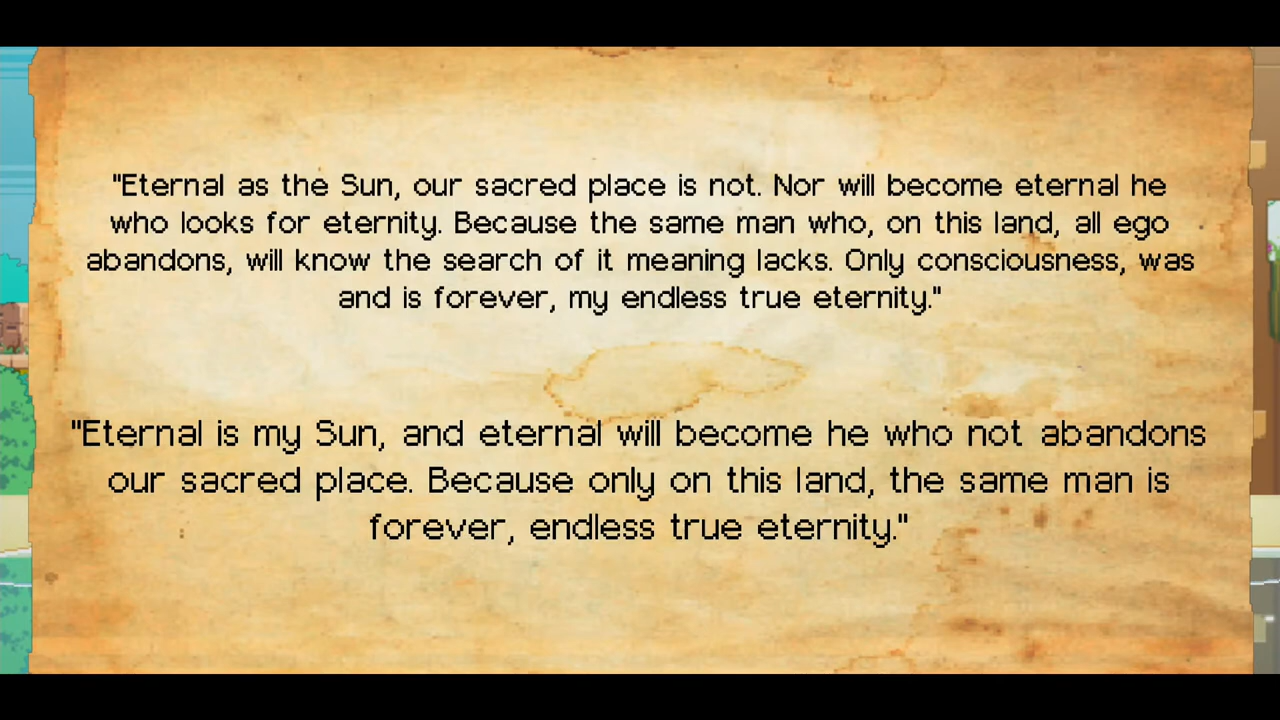 "Eternal as the Sun, our sacred place is not. Nor will become eternal he
who looks for eternity. Because the same man who, on this land, all ego
abandons, will know the search of it meaning lacks. Only consciousness, was
and is forever, my endless true eternity."
"Eternal is my Sun, and eternal will become he who not abandons
our sacred place. Because only on this land, the same man is
forever, endless true eternity."